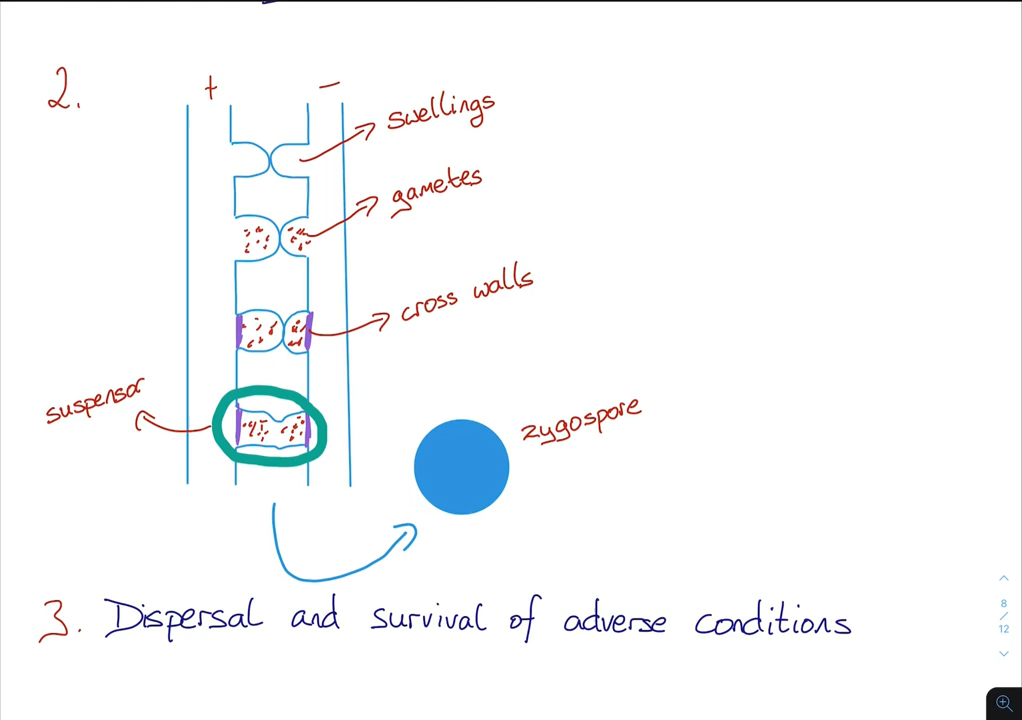 2.
+ −
swellings
gametes
cross walls
suspensor
zygospore
3. Dispersal and survival of adverse conditions
8
/
12